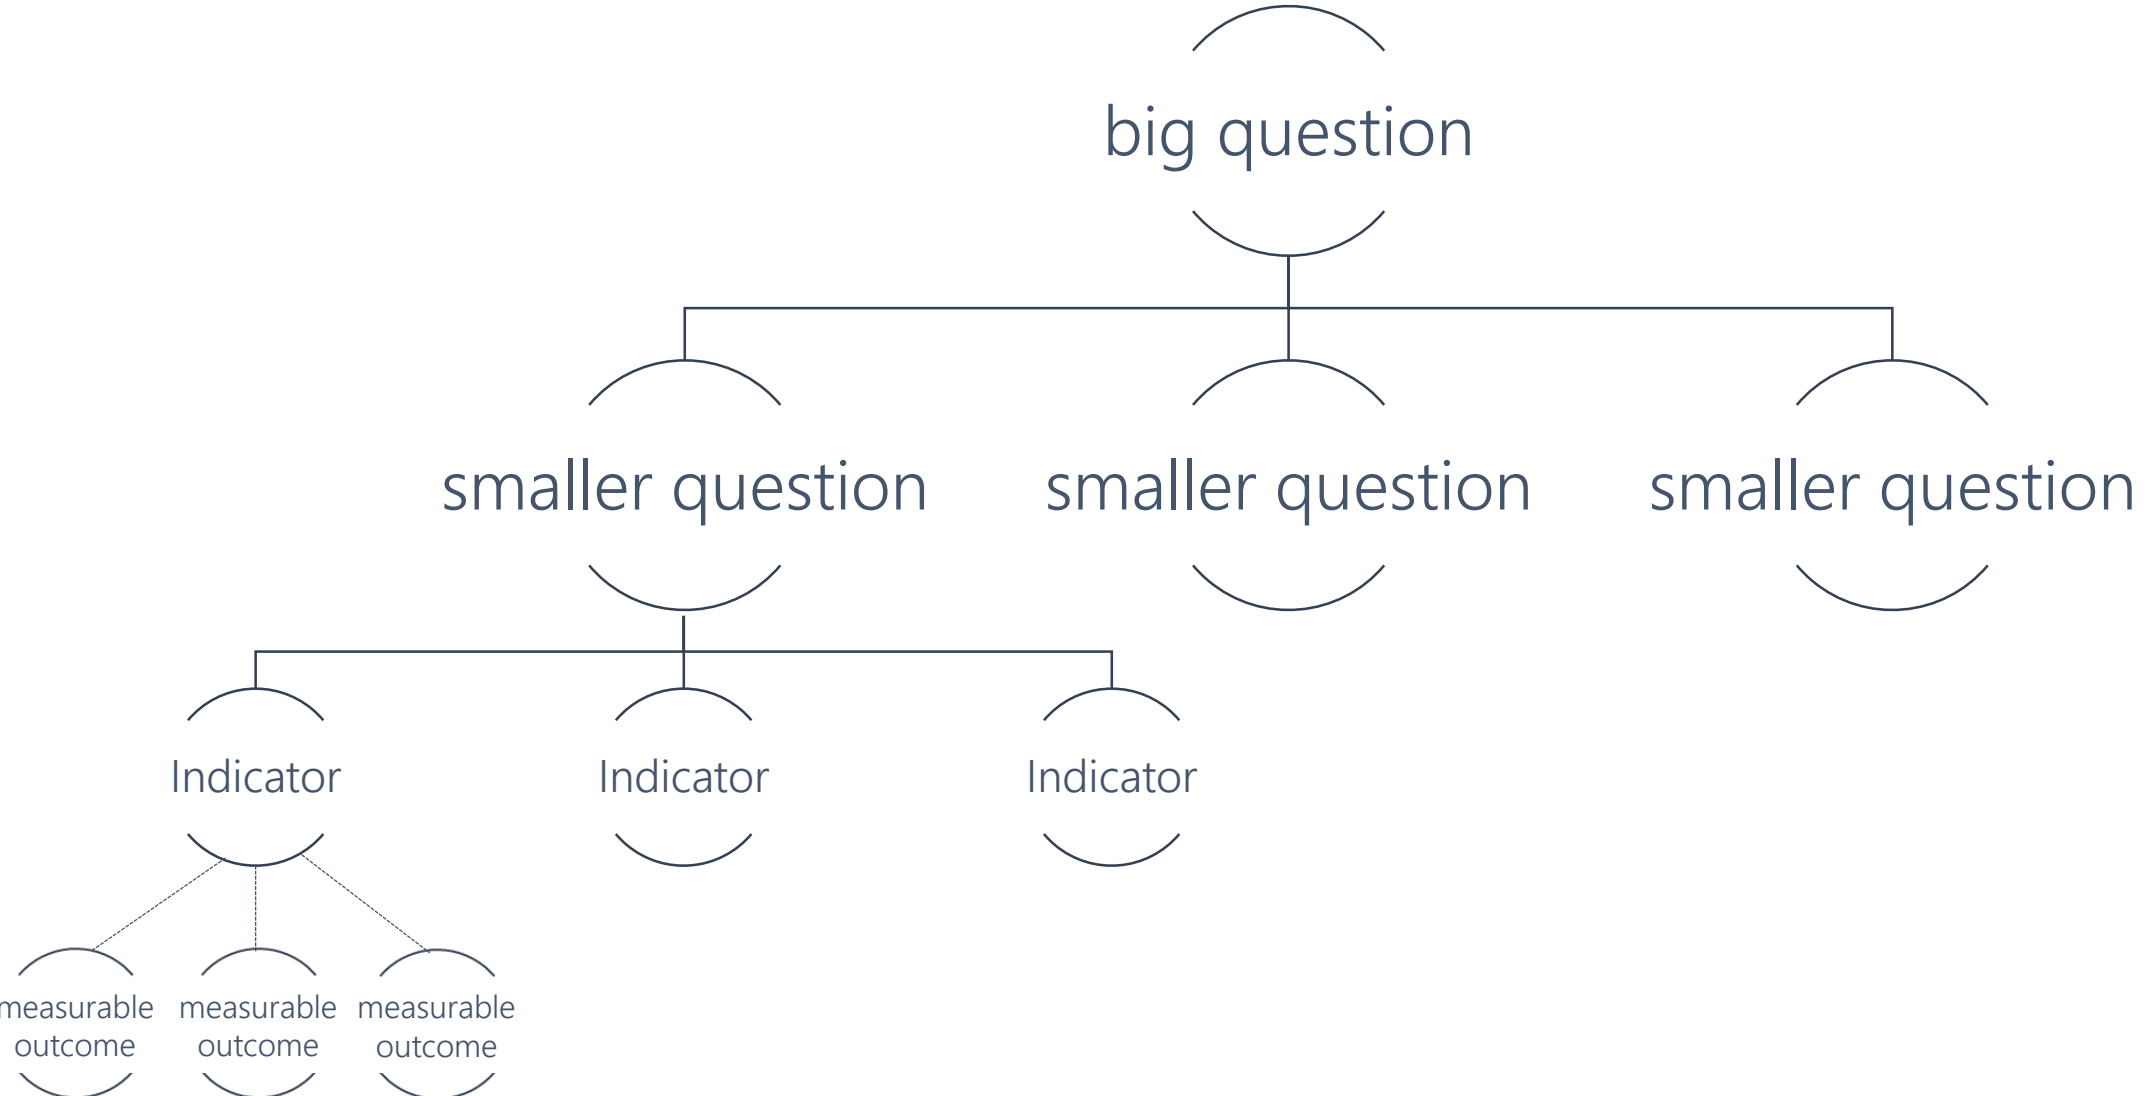 big question
smaller question
smaller question
smaller question
Indicator
Indicator
Indicator
measurable
outcome
measurable
outcome
measurable
outcome